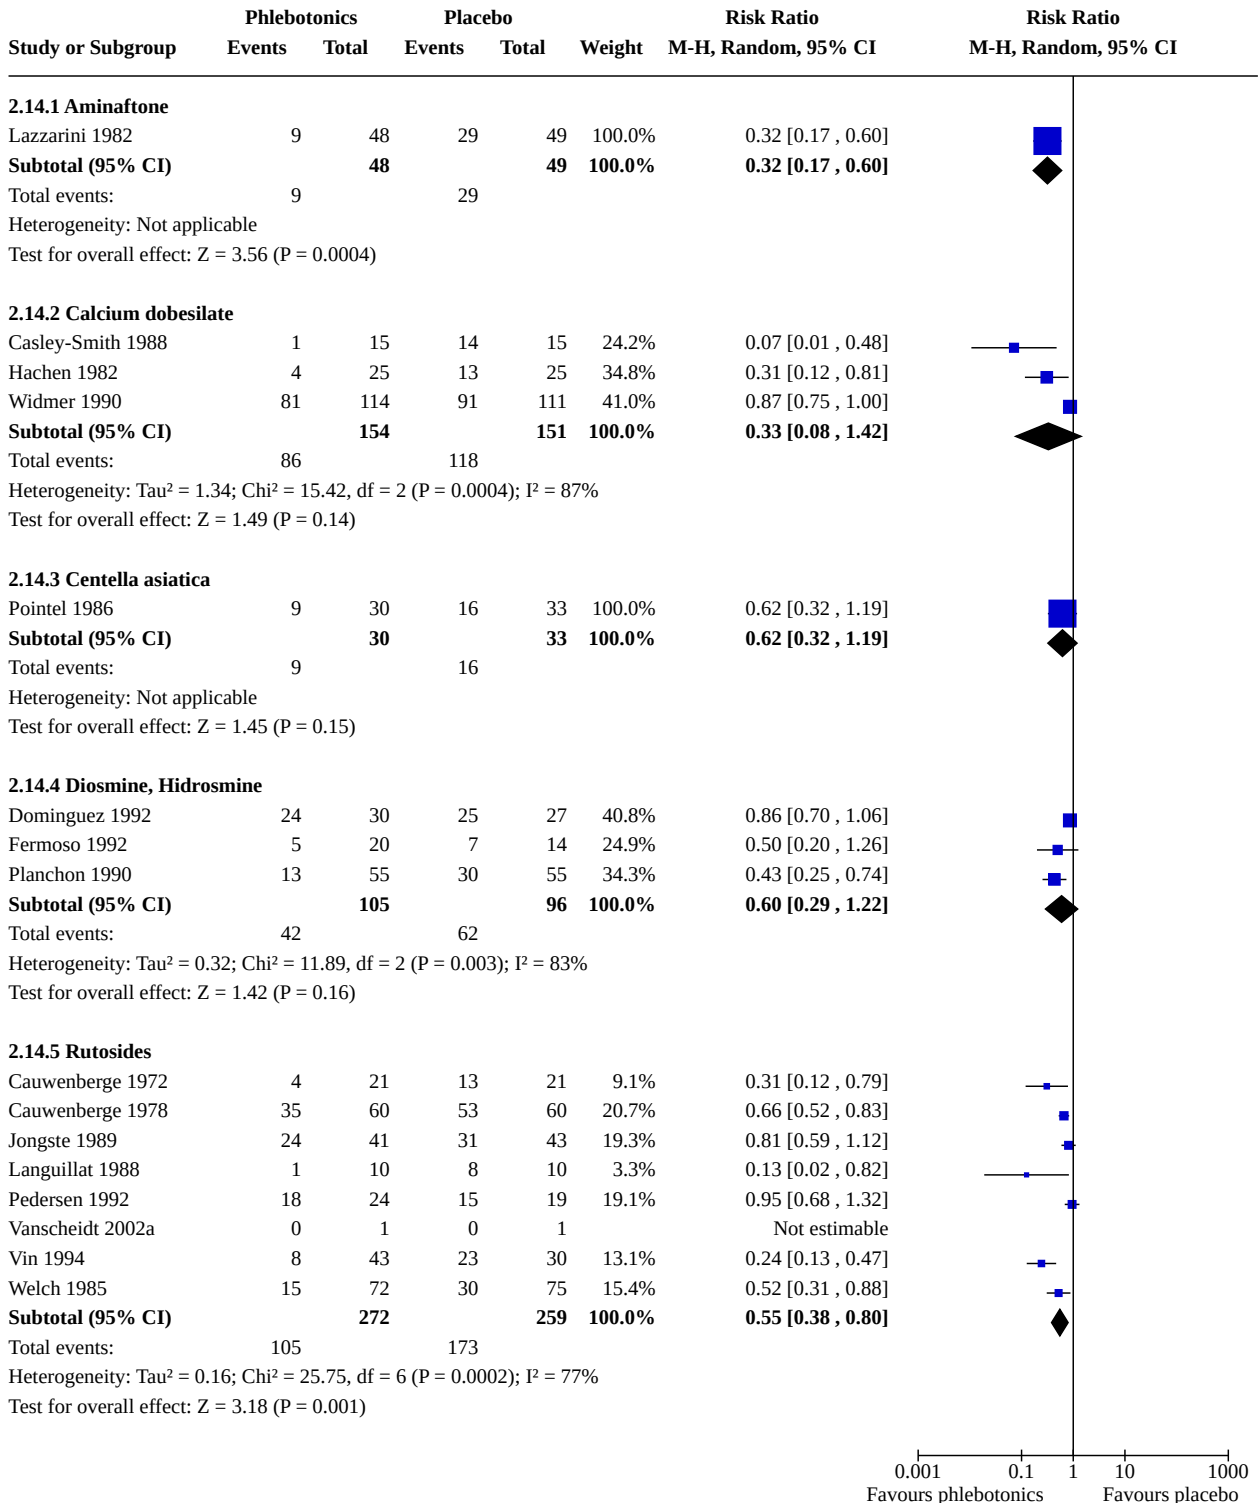 Phlebotonics Placebo Risk Ratio Risk Ratio
Study or Subgroup Events Total Events Total Weight M-H, Random, 95% CI M-H, Random, 95% CI
2.14.1 Aminaftone
Lazzarini 1982 9 48 29 49 100.0% 0.32 [0.17 , 0.60]
Subtotal (95% CI) 48 49 100.0% 0.32 [0.17 , 0.60]
Total events: 9 29
Heterogeneity: Not applicable
Test for overall effect: Z = 3.56 (P = 0.0004)
2.14.2 Calcium dobesilate
Casley-Smith 1988 1 15 14 15 24.2% 0.07 [0.01 , 0.48]
Hachen 1982 4 25 13 25 34.8% 0.31 [0.12 , 0.81]
Widmer 1990 81 114 91 111 41.0% 0.87 [0.75 , 1.00]
Subtotal (95% CI) 154 151 100.0% 0.33 [0.08 , 1.42]
Total events: 86 118
Heterogeneity: Tau² = 1.34; Chi² = 15.42, df = 2 (P = 0.0004); I² = 87%
Test for overall effect: Z = 1.49 (P = 0.14)
2.14.3 Centella asiatica
Pointel 1986 9 30 16 33 100.0% 0.62 [0.32 , 1.19]
Subtotal (95% CI) 30 33 100.0% 0.62 [0.32 , 1.19]
Total events: 9 16
Heterogeneity: Not applicable
Test for overall effect: Z = 1.45 (P = 0.15)
2.14.4 Diosmine, Hidrosmine
Dominguez 1992 24 30 25 27 40.8% 0.86 [0.70 , 1.06]
Fermoso 1992 5 20 7 14 24.9% 0.50 [0.20 , 1.26]
Planchon 1990 13 55 30 55 34.3% 0.43 [0.25 , 0.74]
Subtotal (95% CI) 105 96 100.0% 0.60 [0.29 , 1.22]
Total events: 42 62
Heterogeneity: Tau² = 0.32; Chi² = 11.89, df = 2 (P = 0.003); I² = 83%
Test for overall effect: Z = 1.42 (P = 0.16)
2.14.5 Rutosides
Cauwenberge 1972 4 21 13 21 9.1% 0.31 [0.12 , 0.79]
Cauwenberge 1978 35 60 53 60 20.7% 0.66 [0.52 , 0.83]
Jongste 1989 24 41 31 43 19.3% 0.81 [0.59 , 1.12]
Languillat 1988 1 10 8 10 3.3% 0.13 [0.02 , 0.82]
Pedersen 1992 18 24 15 19 19.1% 0.95 [0.68 , 1.32]
Vanscheidt 2002a 0 1 0 1 Not estimable
Vin 1994 8 43 23 30 13.1% 0.24 [0.13 , 0.47]
Welch 1985 15 72 30 75 15.4% 0.52 [0.31 , 0.88]
Subtotal (95% CI) 272 259 100.0% 0.55 [0.38 , 0.80]
Total events: 105 173
Heterogeneity: Tau² = 0.16; Chi² = 25.75, df = 6 (P = 0.0002); I² = 77%
Test for overall effect: Z = 3.18 (P = 0.001)
0.001 0.1 1 10 1000
Favours phlebotonics Favours placebo